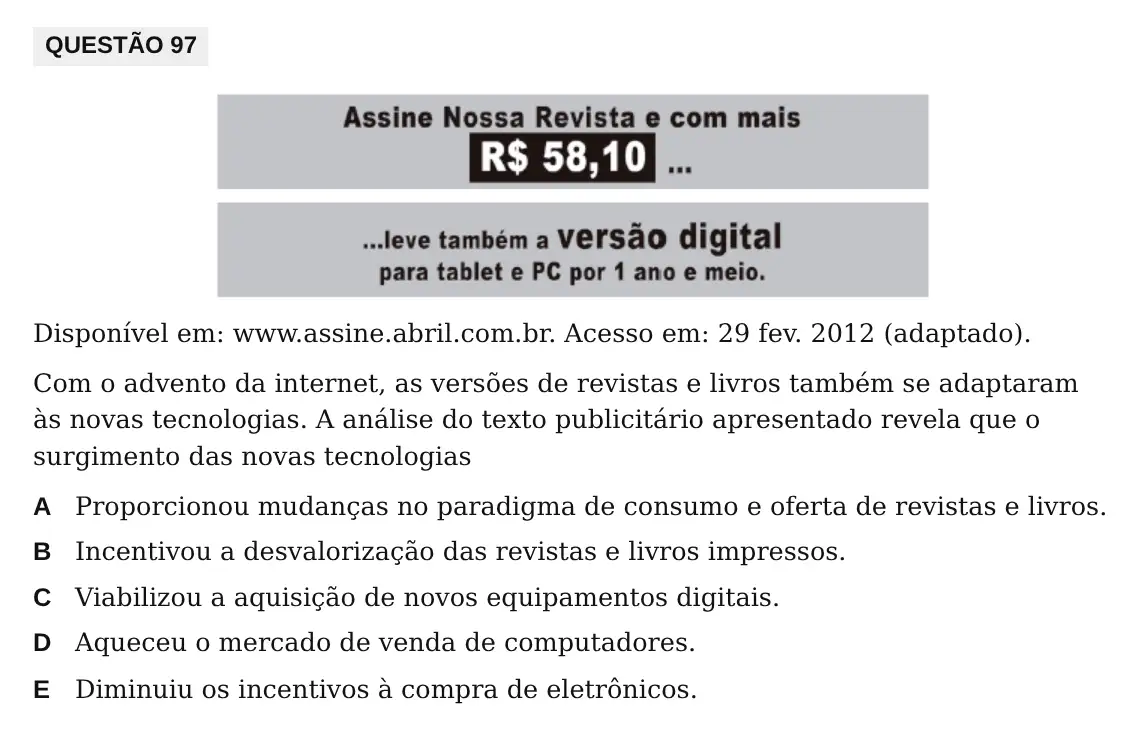 QUESTÃO 97
Assine Nossa Revista e com mais
R$ 58,10 ...
...leve também a versão digital
para tablet e PC por 1 ano e meio.
Disponível em: www.assine.abril.com.br. Acesso em: 29 fev. 2012 (adaptado).
Com o advento da internet, as versões de revistas e livros também se adaptaram
às novas tecnologias. A análise do texto publicitário apresentado revela que o
surgimento das novas tecnologias
A Proporcionou mudanças no paradigma de consumo e oferta de revistas e livros.
B Incentivou a desvalorização das revistas e livros impressos.
C Viabilizou a aquisição de novos equipamentos digitais.
D Aqueceu o mercado de venda de computadores.
E Diminuiu os incentivos à compra de eletrônicos.